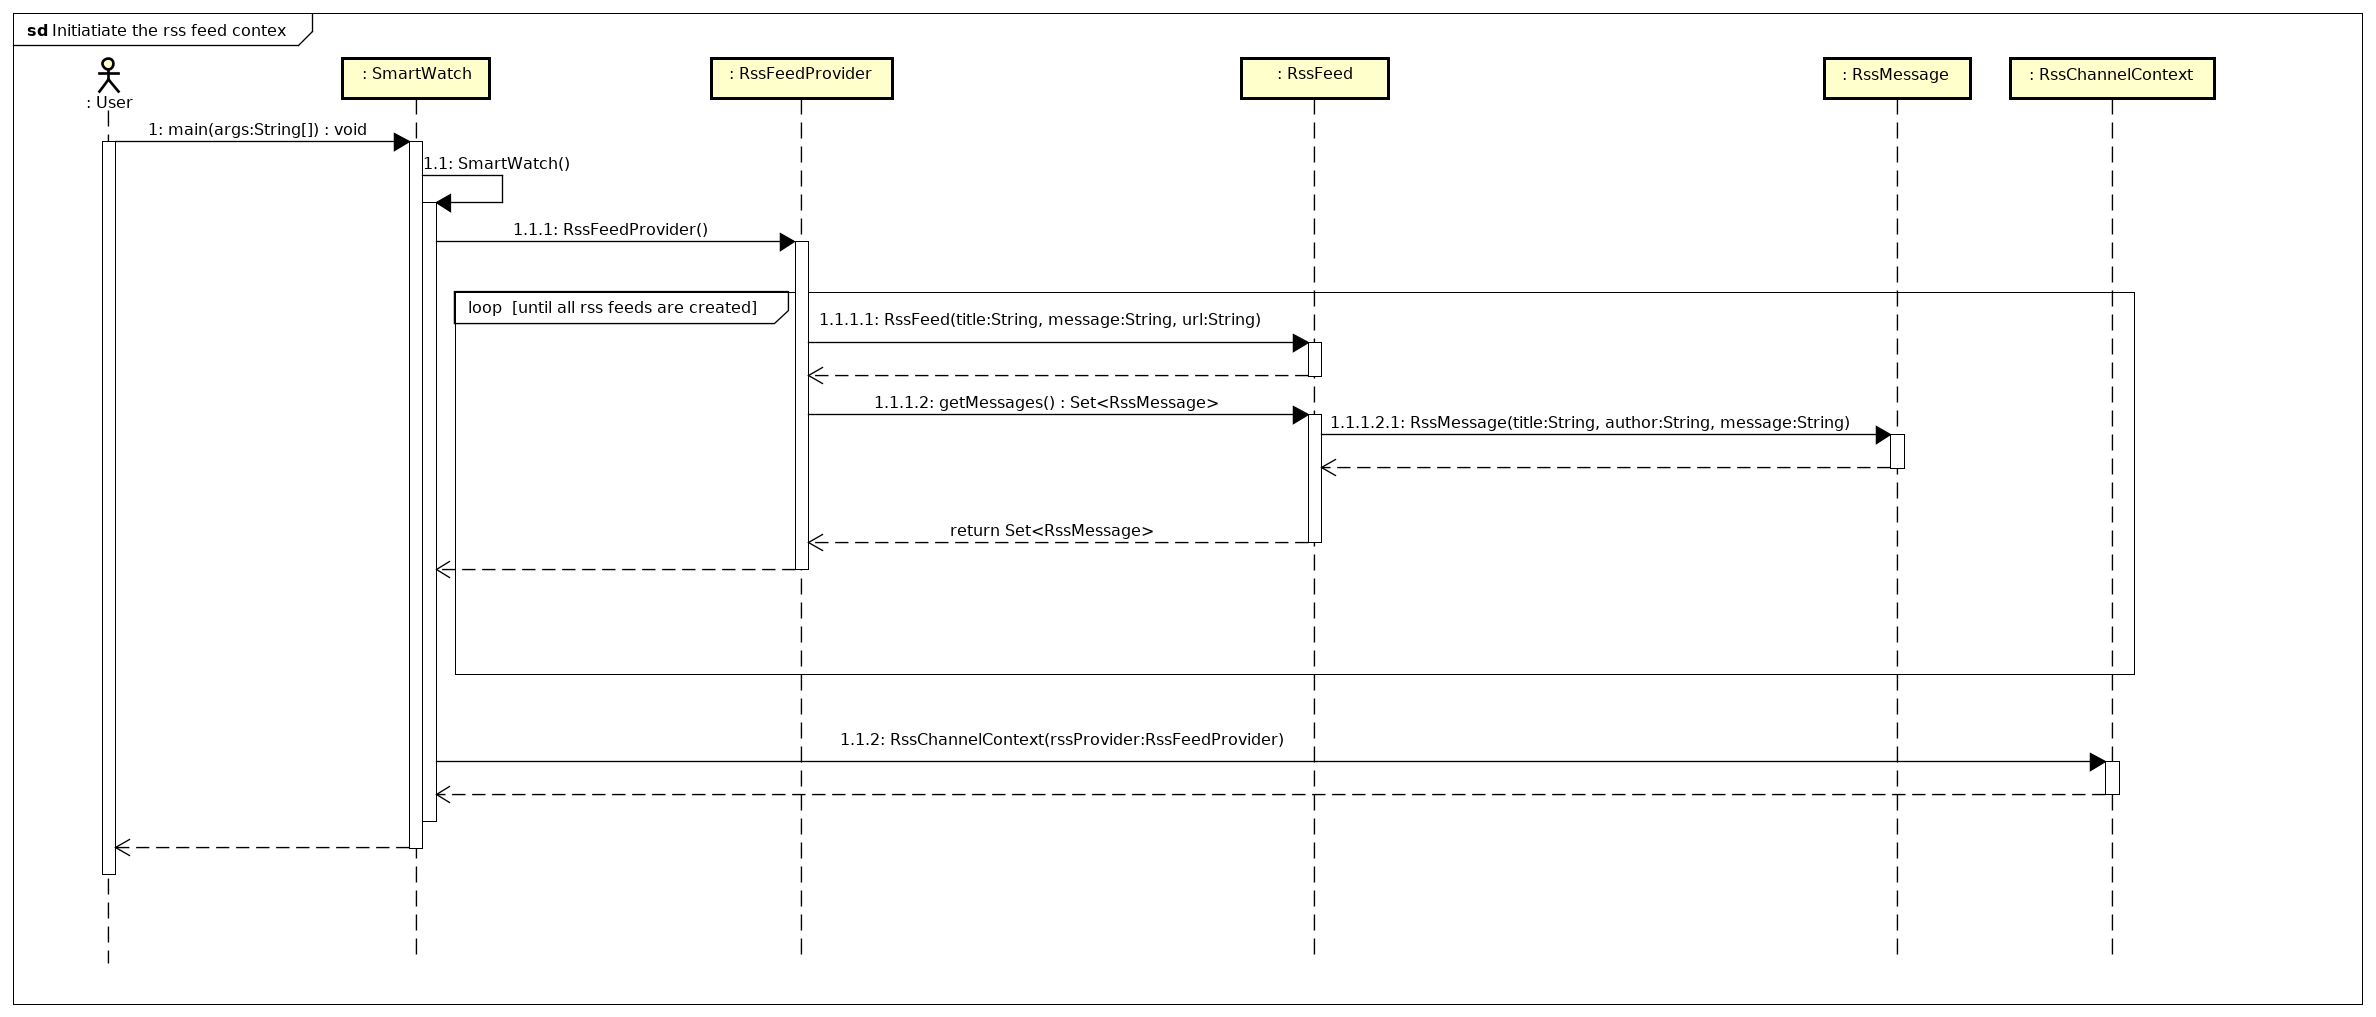 sd Initiatiate the rss feed contex
: User
: SmartWatch
: RssFeedProvider
: RssFeed
: RssMessage
: RssChannelContext
1: main(args:String[]) : void
1.1: SmartWatch()
1.1.1: RssFeedProvider()
loop [until all rss feeds are created]
1.1.1.1: RssFeed(title:String, message:String, url:String)
1.1.1.2: getMessages() : Set<RssMessage>
1.1.1.2.1: RssMessage(title:String, author:String, message:String)
return Set<RssMessage>
1.1.2: RssChannelContext(rssProvider:RssFeedProvider)